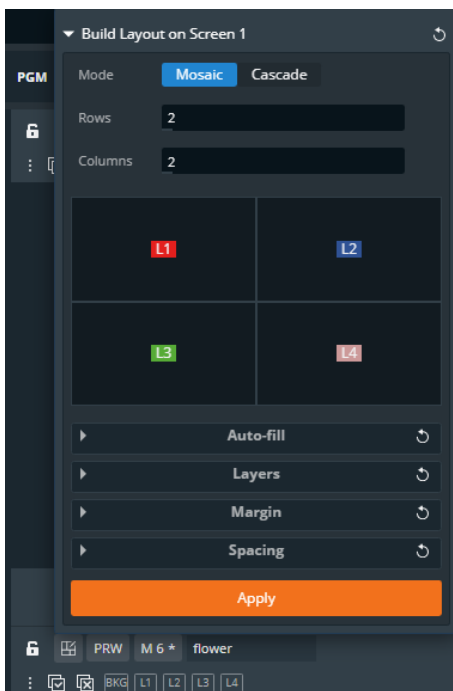 Build Layout on Screen 1
PGM
Mode Mosaic Cascade
Rows 2
Columns 2
L1 L2
L3 L4
Auto-fill
Layers
Margin
Spacing
Apply
PRW M 6 * flower
BKG L1 L2 L3 L4